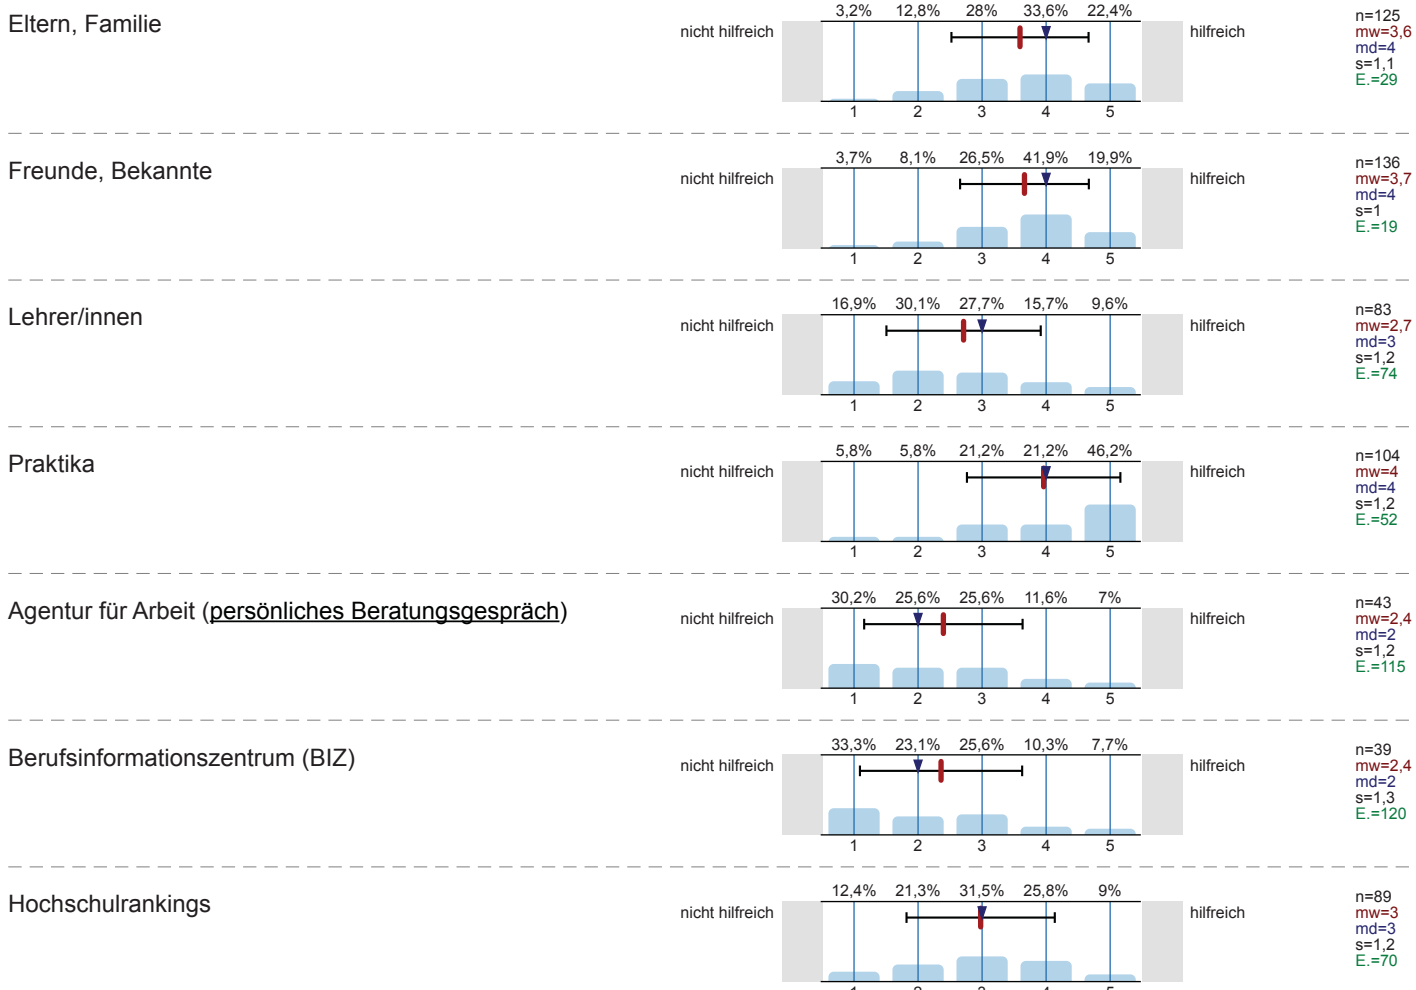 Eltern, Familie
nicht hilfreich
3,2% 12,8% 28% 33,6% 22,4%
1 2 3 4 5
hilfreich
n=125
mw=3,6
md=4
s=1,1
E.=29
Freunde, Bekannte
nicht hilfreich
3,7% 8,1% 26,5% 41,9% 19,9%
1 2 3 4 5
hilfreich
n=136
mw=3,7
md=4
s=1
E.=19
Lehrer/innen
nicht hilfreich
16,9% 30,1% 27,7% 15,7% 9,6%
1 2 3 4 5
hilfreich
n=83
mw=2,7
md=3
s=1,2
E.=74
Praktika
nicht hilfreich
5,8% 5,8% 21,2% 21,2% 46,2%
1 2 3 4 5
hilfreich
n=104
mw=4
md=4
s=1,2
E.=52
Agentur für Arbeit (persönliches Beratungsgespräch)
nicht hilfreich
30,2% 25,6% 25,6% 11,6% 7%
1 2 3 4 5
hilfreich
n=43
mw=2,4
md=2
s=1,2
E.=115
Berufsinformationszentrum (BIZ)
nicht hilfreich
33,3% 23,1% 25,6% 10,3% 7,7%
1 2 3 4 5
hilfreich
n=39
mw=2,4
md=2
s=1,3
E.=120
Hochschulrankings
nicht hilfreich
12,4% 21,3% 31,5% 25,8% 9%
1 2 3 4 5
hilfreich
n=89
mw=3
md=3
s=1,2
E.=70